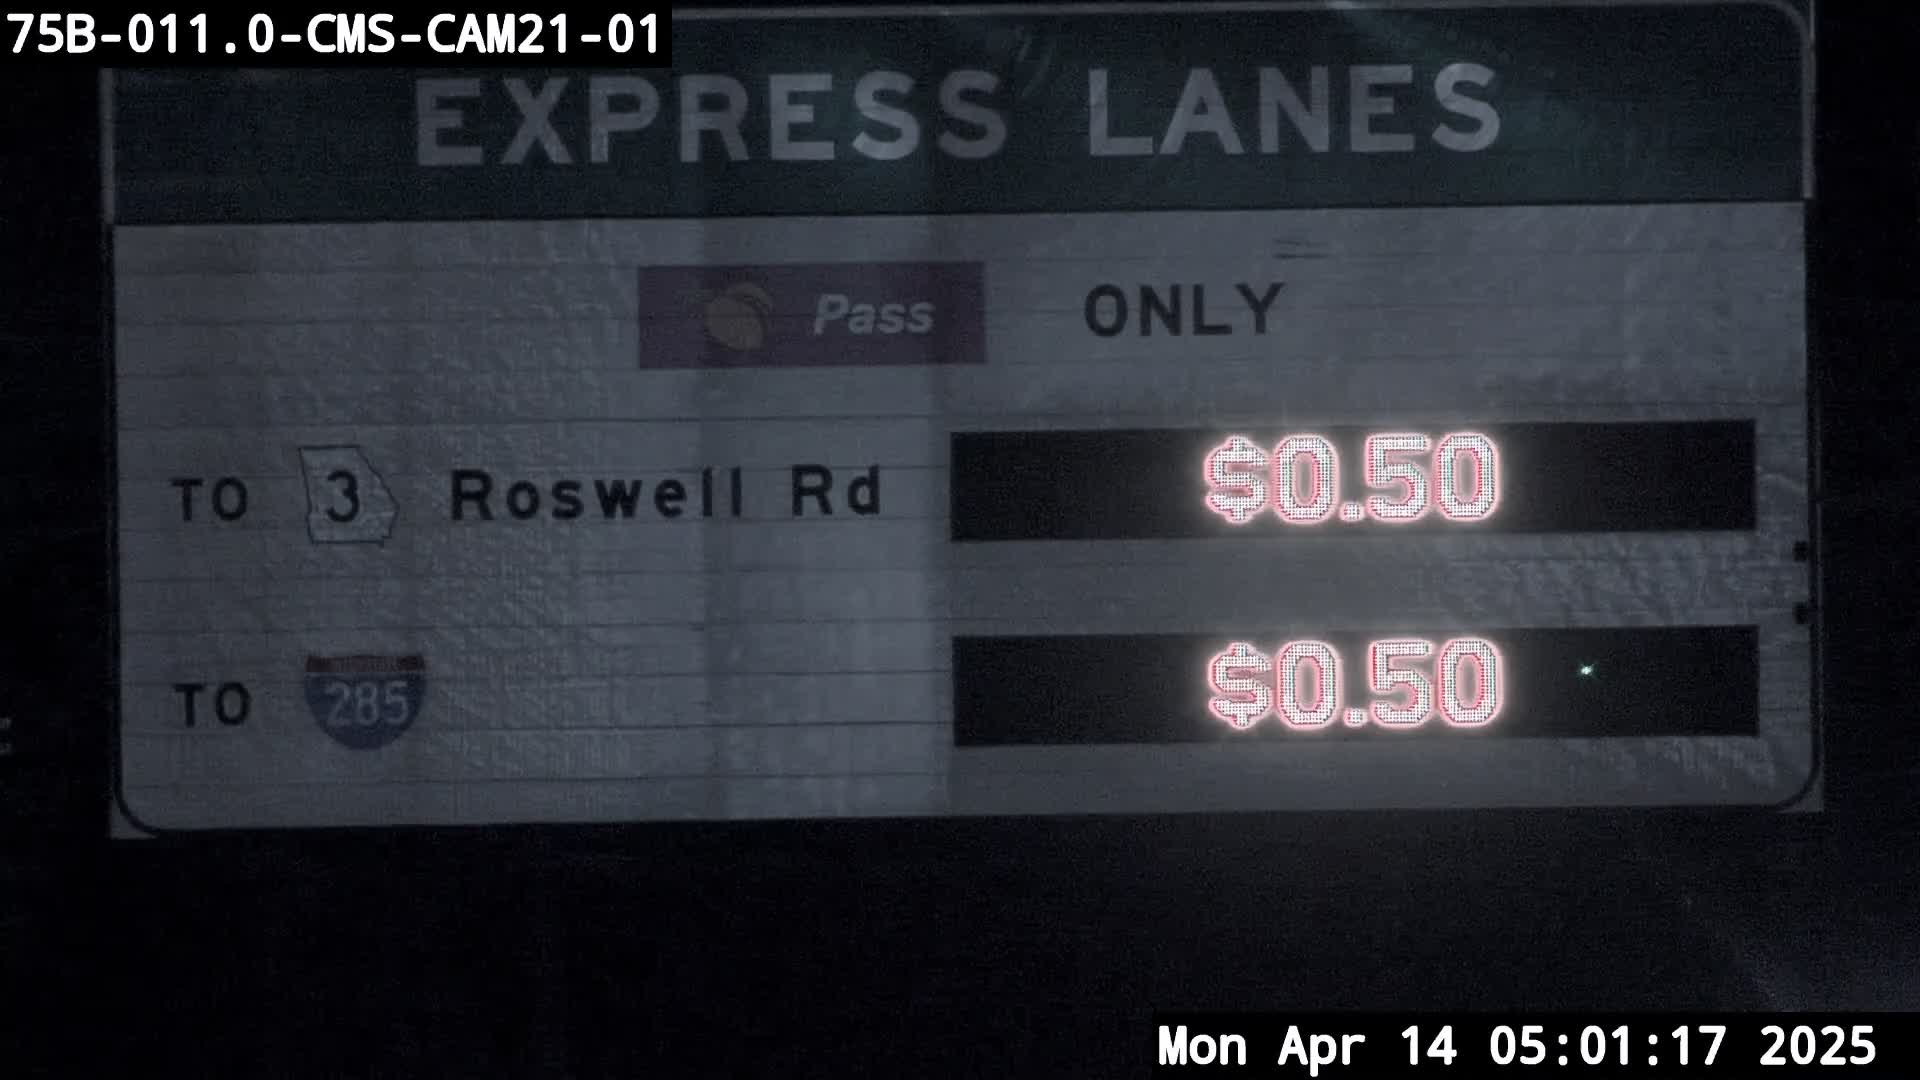 75B-011.0-CMS-CAM21-01
EXPRESS LANES
Pass ONLY
TO 3 Roswell Rd $0.50
TO 285 $0.50
Mon Apr 14 05:01:17 2025